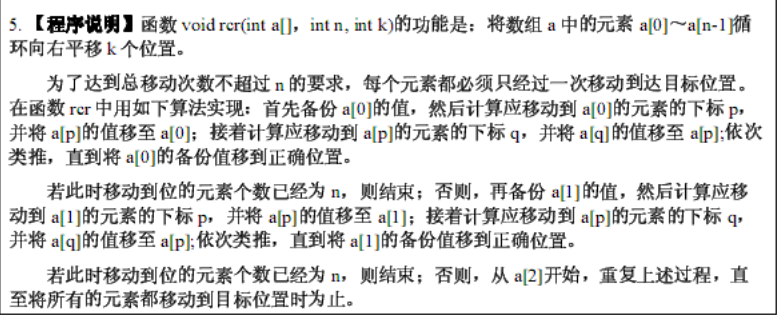 5. 【程序说明】函数 void rcr(int a[], int n, int k)的功能是：将数组 a 中的元素 a[0]～a[n-1]循
环向右平移 k 个位置。
为了达到总移动次数不超过 n 的要求，每个元素都必须只经过一次移动到达目标位置。
在函数 rcr 中用如下算法实现：首先备份 a[0]的值，然后计算应移动到 a[0]的元素的下标 p，
并将 a[p]的值移至 a[0]；接着计算应移动到 a[p]的元素的下标 q，并将 a[q]的值移至 a[p];依次
类推，直到将 a[0]的备份值移到正确位置。
若此时移动到位的元素个数已经为 n，则结束；否则，再备份 a[1]的值，然后计算应移
动到 a[1]的元素的下标 p，并将 a[p]的值移至 a[1]；接着计算应移动到 a[p]的元素的下标 q，
并将 a[q]的值移至 a[p];依次类推，直到将 a[1]的备份值移到正确位置。
若此时移动到位的元素个数已经为 n，则结束；否则，从 a[2]开始，重复上述过程，直
至将所有的元素都移动到目标位置时为止。